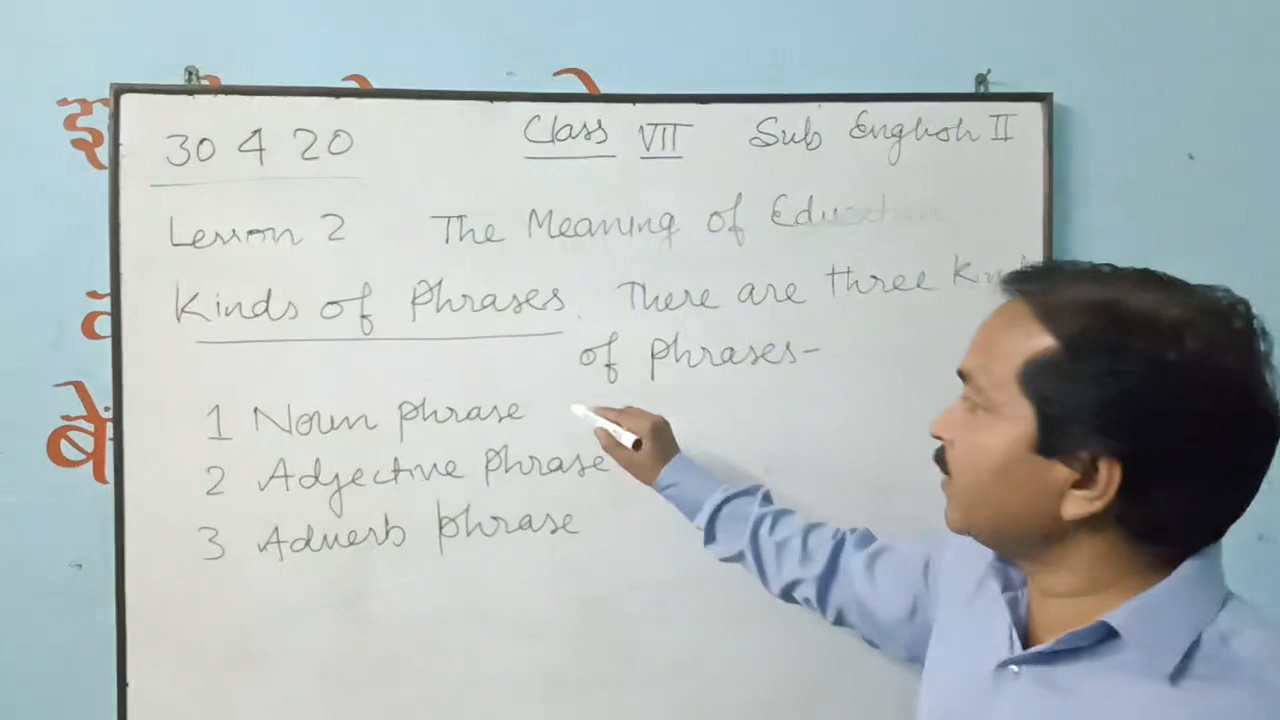 30 4 20 Class VII Sub English II
Lesson 2 The Meaning of Education
Kinds of Phrases. There are three
of phrases-
1 Noun phrase
2 Adjective phrase
3 Adverb phrase